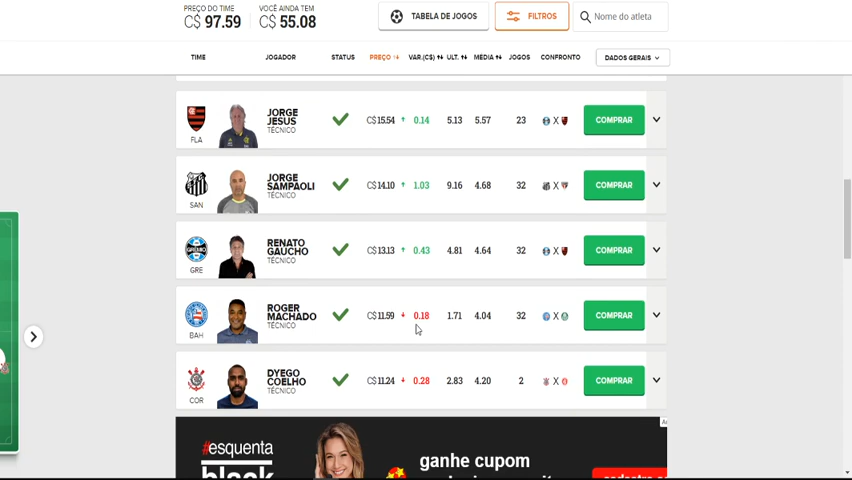 PREÇO DO TIME
C$ 97.59
VOCÊ AINDA TEM
C$ 55.08
TABELA DE JOGOS
FILTROS
Nome do atleta
TIME JOGADOR STATUS PREÇO VAR.(C$) ULT. MÉDIA JOGOS CONFRONTO DADOS GERAIS
FLA
JORGE
JESUS
TÉCNICO
C$ 15.54 0.14 5.13 5.57 23 X COMPRAR
SAN
JORGE
SAMPAOLI
TÉCNICO
C$ 14.10 1.03 9.16 4.68 32 X COMPRAR
GRE
RENATO
GAUCHO
TÉCNICO
C$ 13.13 0.43 4.81 4.64 32 X COMPRAR
BAH
ROGER
MACHADO
TÉCNICO
C$ 11.59 0.18 1.71 4.04 32 X COMPRAR
COR
DYEGO
COELHO
TÉCNICO
C$ 11.24 0.28 2.83 4.20 2 X COMPRAR
#esquenta
black
ganhe cupom